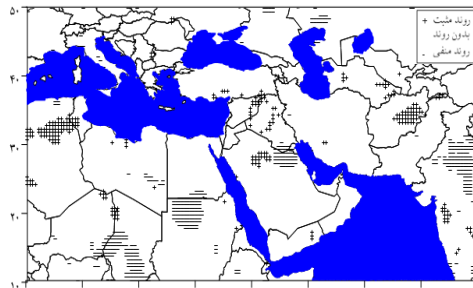 ۵۰
۴۰
۳۰
۲۰
۱۰
+ روند مثبت
بدون روند
- روند منفی